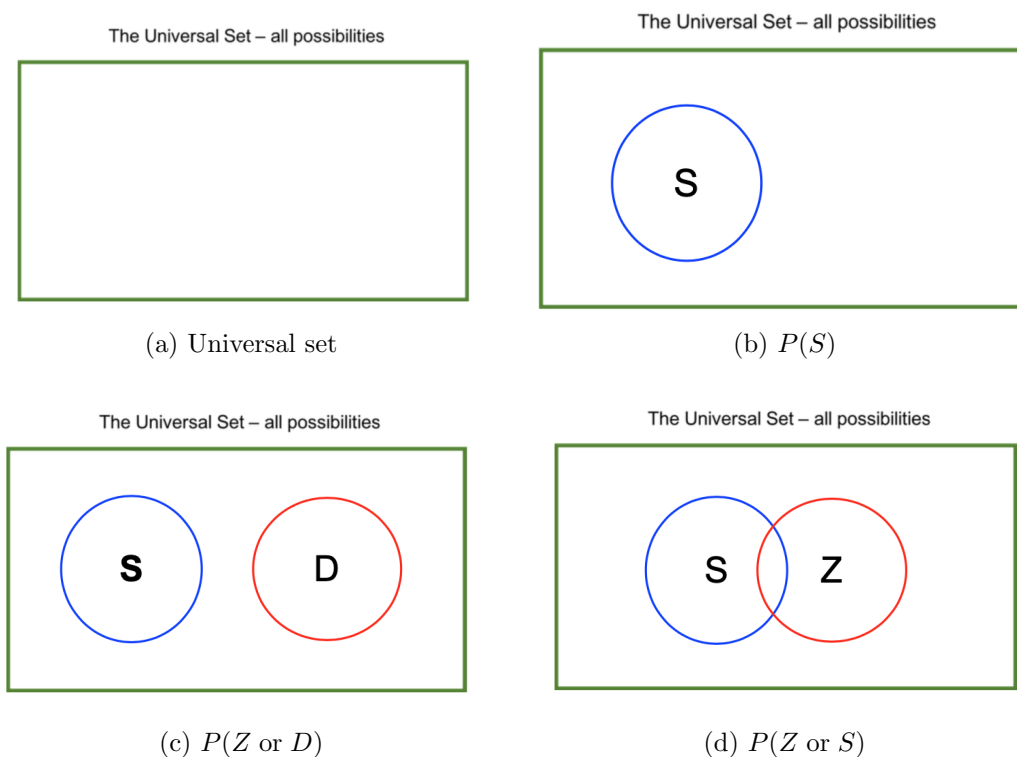 The Universal Set – all possibilities
The Universal Set – all possibilities
S
(a) Universal set
(b) P(S)
The Universal Set – all possibilities
The Universal Set – all possibilities
S D
S Z
(c) P(Z or D)
(d) P(Z or S)